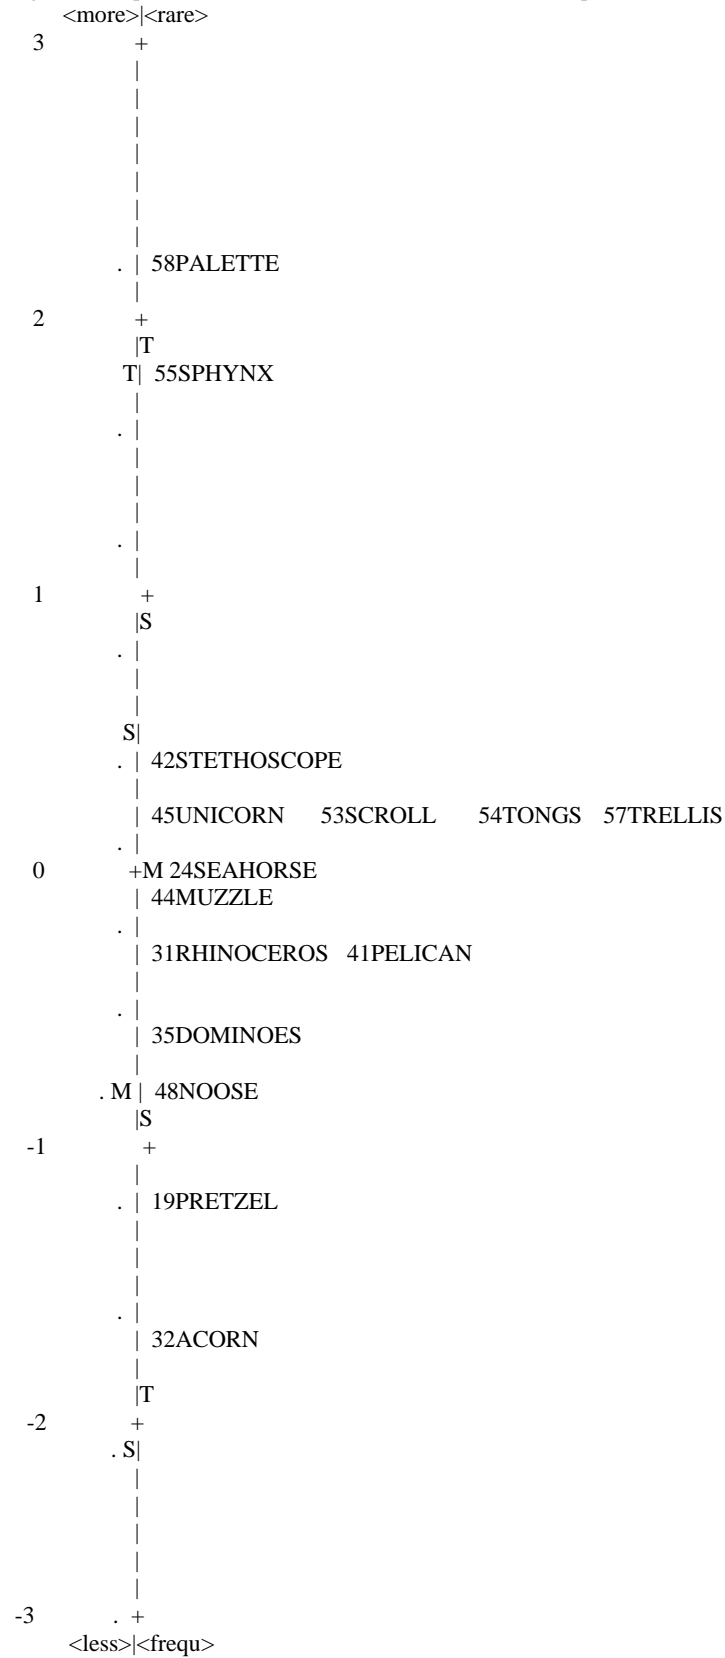 <more>|<rare>
3 +
|
|
|
|
|
|
|
. | 58PALETTE
|
2 +
|T
T| 55SPHYNX
|
. |
|
|
|
. |
|
1 +
|S
. |
|
|
S|
. | 42STETHOSCOPE
|
| 45UNICORN 53SCROLL 54TONGS 57TRELLIS
. |
0 +M 24SEAHORSE
| 44MUZZLE
. |
| 31RHINOCEROS 41PELICAN
|
. |
| 35DOMINOES
|
. M | 48NOOSE
|S
-1 +
|
. | 19PRETZEL
|
|
|
. |
| 32ACORN
|
|T
-2 +
. S|
|
|
|
|
|
-3 . +
<less>|<frequ>